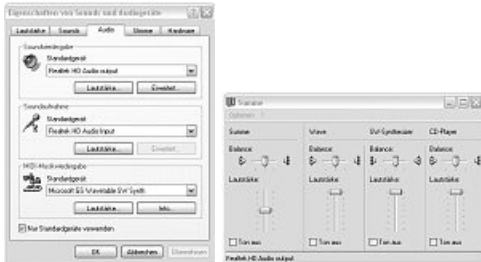 Eigenschaften von Sounds und Audiogeräte
Lautstärke Sounds Audio Stimme Hardware
Soundwiedergabe
Standardgerät:
Realtek HD Audio output
Lautstärke... Erweitert...
Soundaufnahme
Standardgerät:
Realtek HD Audio Input
Lautstärke... Erweitert...
MIDI-Musikwiedergabe
Standardgerät:
Microsoft GS Wavetable SW Synth
Lautstärke... Info...
Nur Standardgeräte verwenden
OK Abbrechen Übernehmen
Summe
Optionen ?
Summe Wave SW-Synthesizer CD-Player
Balance: Balance: Balance: Balance:
Lautstärke: Lautstärke: Lautstärke: Lautstärke:
Ton aus Ton aus Ton aus Ton aus
Realtek HD Audio output